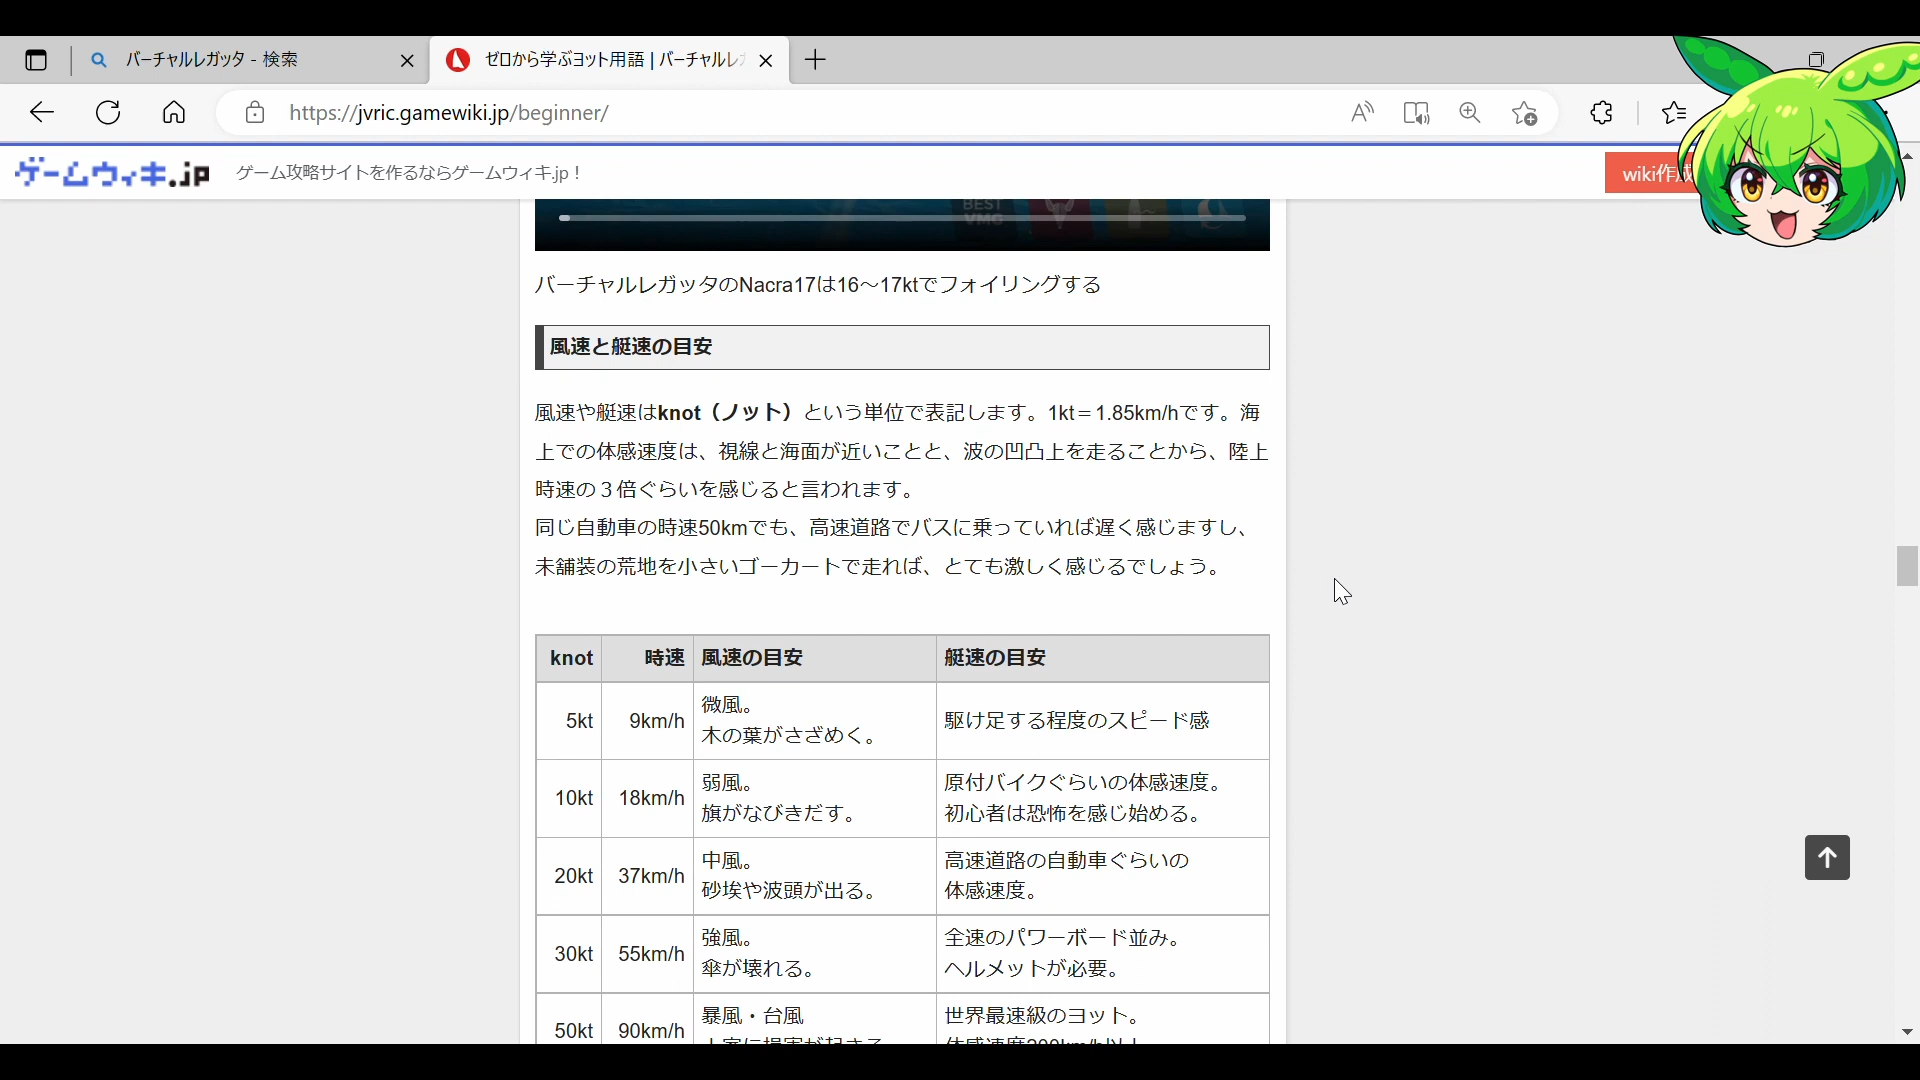 バーチャルレガッタ - 検索
ゼロから学ぶヨット用語 | バーチャルレ
https://jvric.gamewiki.jp/beginner/
ゲームウィキ.jp
ゲーム攻略サイトを作るならゲームウィキ.jp！
wiki作成
BEST
VMG
バーチャルレガッタのNacra17は16～17ktでフォイリングする
風速と艇速の目安
風速や艇速はknot（ノット）という単位で表記します。1kt＝1.85km/hです。海
上での体感速度は、視線と海面が近いことと、波の凹凸上を走ることから、陸上
時速の３倍ぐらいを感じると言われます。
同じ自動車の時速50kmでも、高速道路でバスに乗っていれば遅く感じますし、
未舗装の荒地を小さいゴーカートで走れば、とても激しく感じるでしょう。
knot 時速 風速の目安 艇速の目安
5kt 9km/h 微風。
木の葉がさざめく。 駆け足する程度のスピード感
10kt 18km/h 弱風。
旗がなびきだす。 原付バイクぐらいの体感速度。
初心者は恐怖を感じ始める。
20kt 37km/h 中風。
砂埃や波頭が出る。 高速道路の自動車ぐらいの
体感速度。
30kt 55km/h 強風。
傘が壊れる。 全速のパワーボード並み。
ヘルメットが必要。
50kt 90km/h 暴風・台風
世界最速級のヨット。